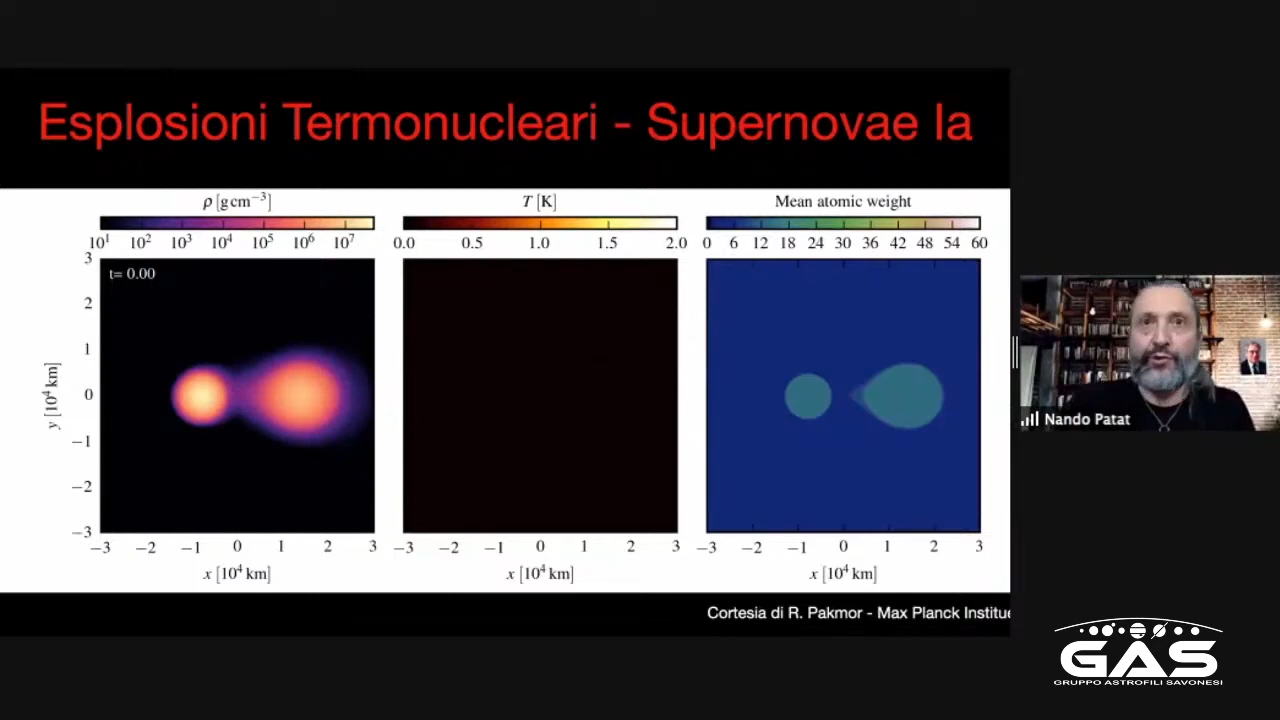 Esplosioni Termonucleari - Supernovae Ia
ρ [g cm⁻³]
T [K]
Mean atomic weight
10¹ 10² 10³ 10⁴ 10⁵ 10⁶ 10⁷
0.0 0.5 1.0 1.5 2.0
0 6 12 18 24 30 36 42 48 54 60
t= 0.00
3
2
1
0
−1
−2
−3
y [10⁴ km]
−3 −2 −1 0 1 2 3
−3 −2 −1 0 1 2 3
−3 −2 −1 0 1 2 3
x [10⁴ km]
x [10⁴ km]
x [10⁴ km]
Cortesia di R. Pakmor - Max Planck Institue
Nando Patat
GAS
GRUPPO ASTROFILI SAVONESI